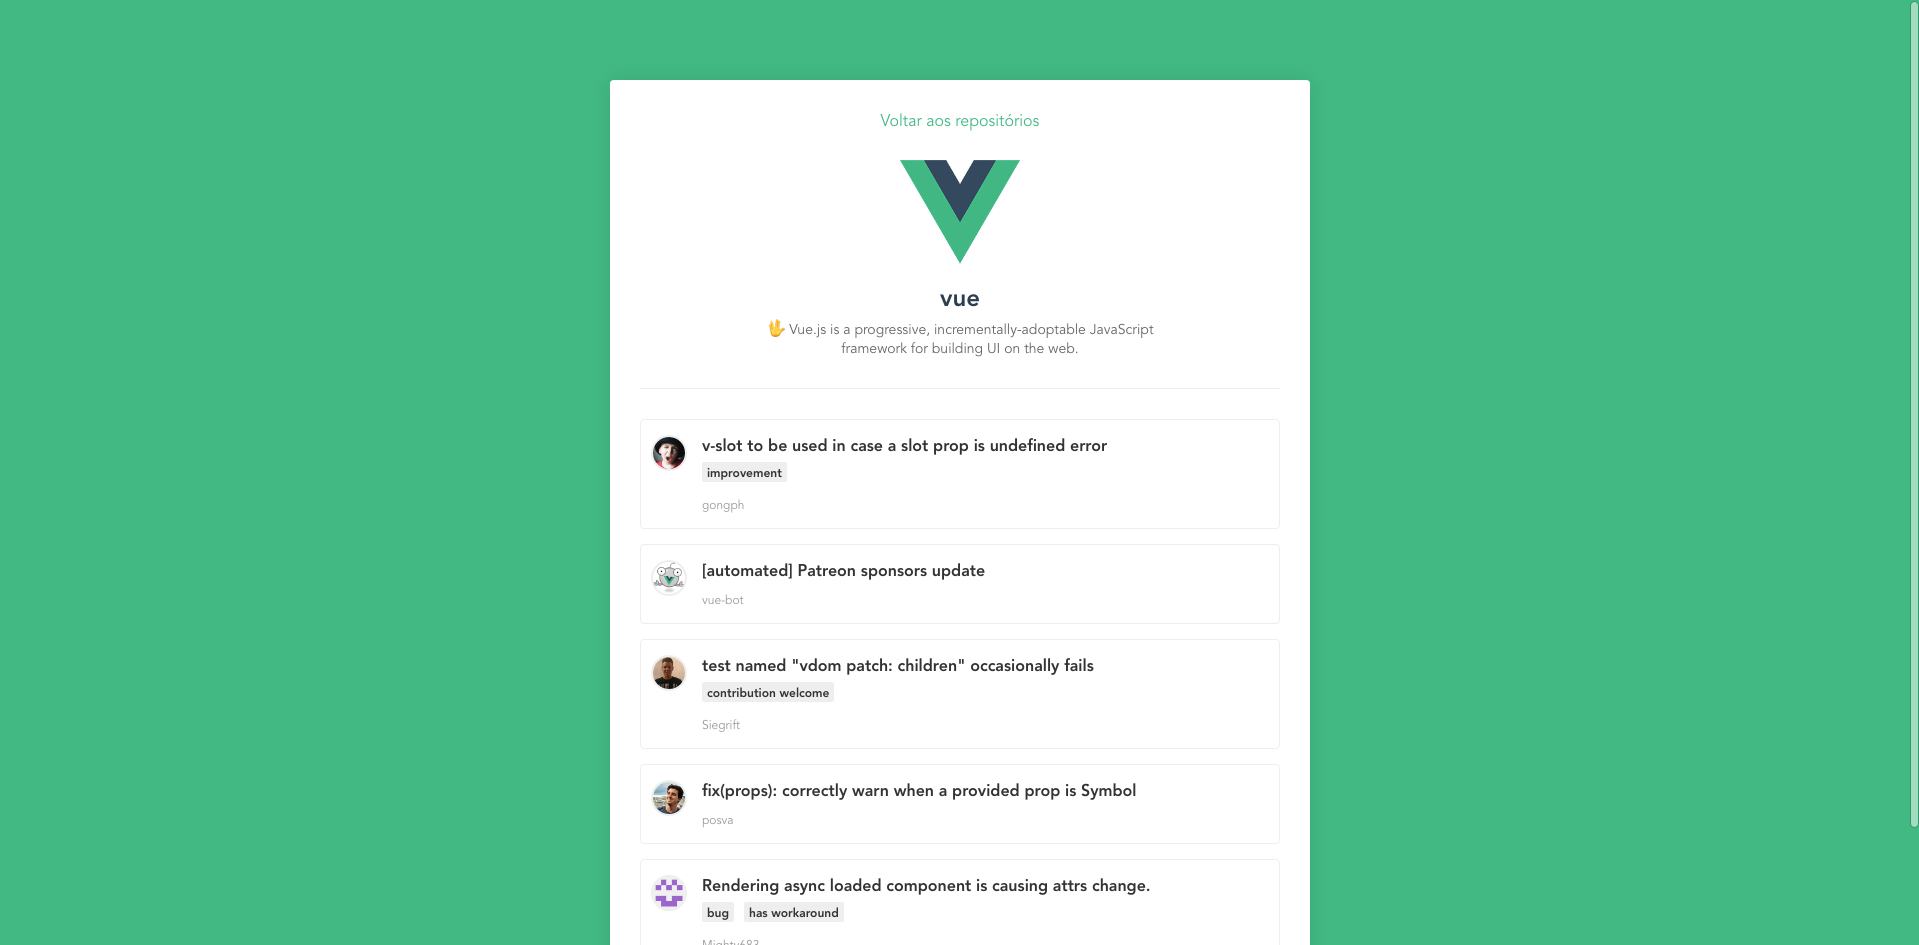 Voltar aos repositórios
vue
🖖 Vue.js is a progressive, incrementally-adoptable JavaScript
framework for building UI on the web.
v-slot to be used in case a slot prop is undefined error
improvement
gongph
[automated] Patreon sponsors update
vue-bot
test named "vdom patch: children" occasionally fails
contribution welcome
Siegrift
fix(props): correctly warn when a provided prop is Symbol
posva
Rendering async loaded component is causing attrs change.
bug has workaround
Mighty683